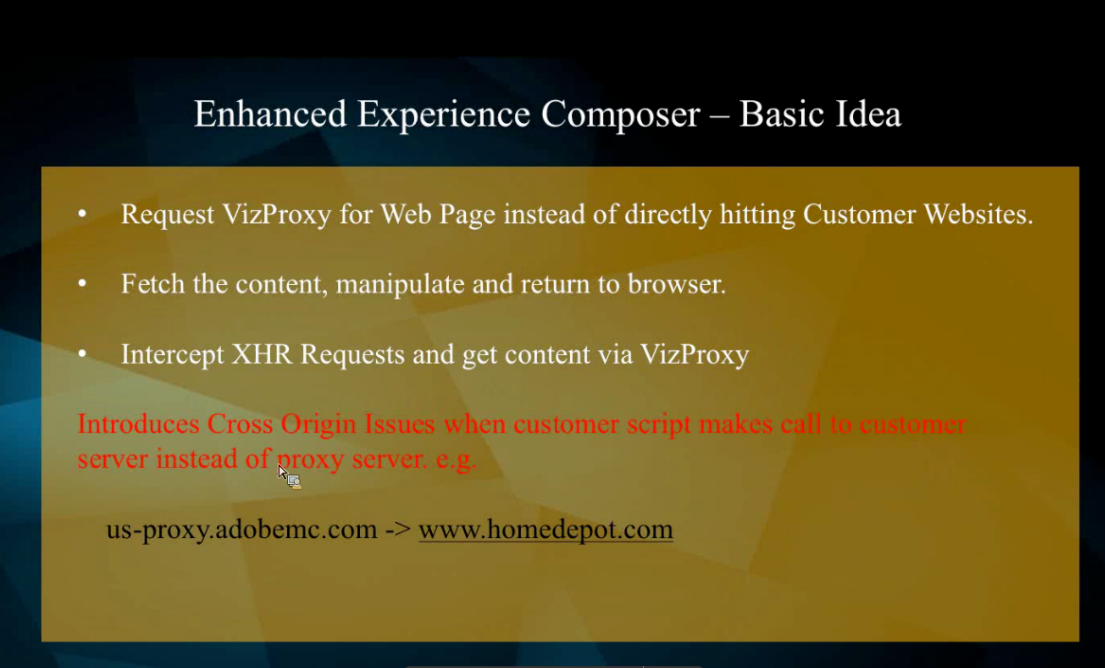 Enhanced Experience Composer – Basic Idea
• Request VizProxy for Web Page instead of directly hitting Customer Websites.
• Fetch the content, manipulate and return to browser.
• Intercept XHR Requests and get content via VizProxy
Introduces Cross Origin Issues when customer script makes call to customer
server instead of proxy server. e.g.
us-proxy.adobemc.com -> www.homedepot.com